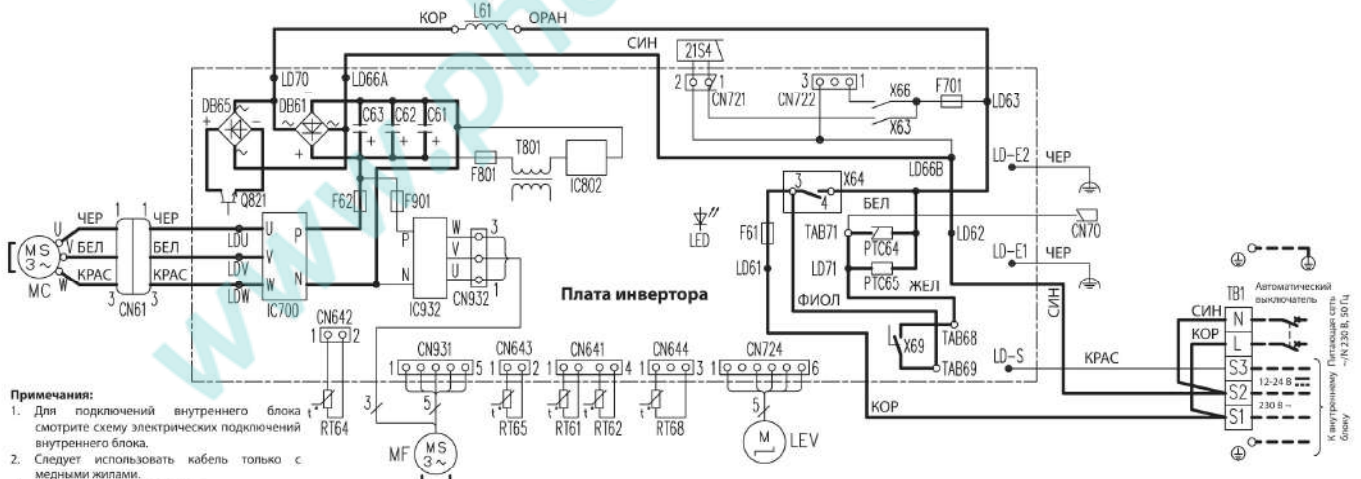 www.pho
КОР L61 ОРАН
СИН
21S4
LD70 LD66A
2 1 3 1 X66 F701
CN721 CN722 LD63
DB65 DB61 C63 C62 C61 X63
~ ~ ~ ~
+ - + + + +
T801
F801 IC802
LD66B
LD-E2 ЧЕР
3 X64
4
БЕЛ
Q821 F62 F901
1 1
ЧЕР ЧЕР U P
U V W
БЕЛ БЕЛ V
КРАС КРАС W N
LDU
LDV
LDW
MS
3~
MC
3 3
CN61
IC700
P W 3
V
N U 1
IC932 CN932
LED
F61 TAB71 LD62 CN70
PTC64
LD61 LD71 PTC65
LD-E1 ЧЕР
Плата инвертора
ФИОЛ ЖЕЛ СИН
X69 TAB68
TAB69
LD-S КРАС
TB1 Автоматический
выключатель
СИН N
КОР L
S3
12-24 В
S2
230 В ~
S1
Питающая сеть
~/N 230 В, 50 Гц
К внутреннему
блоку
CN642
1 2
CN931 CN643 CN641 CN644 CN724
1 5 1 2 1 4 1 3 1 6
КОР
t° t° t° t° t°
RT64 RT65 RT61 RT62 RT68
3 5 5
MF MS
3~
M LEV
Примечания:
1. Для подключений внутреннего блока
смотрите схему электрических подключений
внутреннего блока.
2. Следует использовать кабель только с
медными жилами.